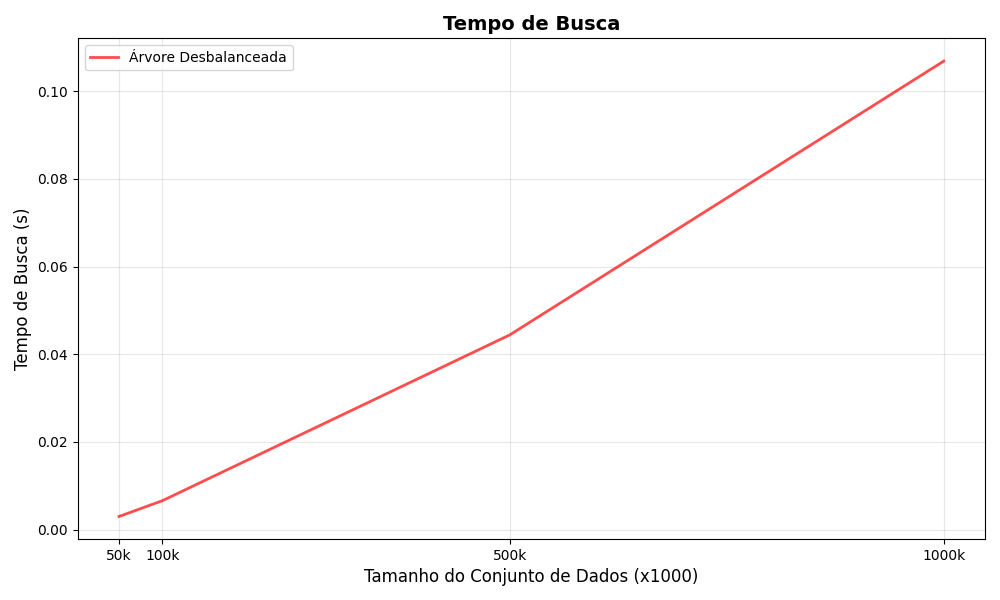 Tempo de Busca
Árvore Desbalanceada
Tempo de Busca (s)
0.10
0.08
0.06
0.04
0.02
0.00
50k 100k 500k 1000k
Tamanho do Conjunto de Dados (x1000)